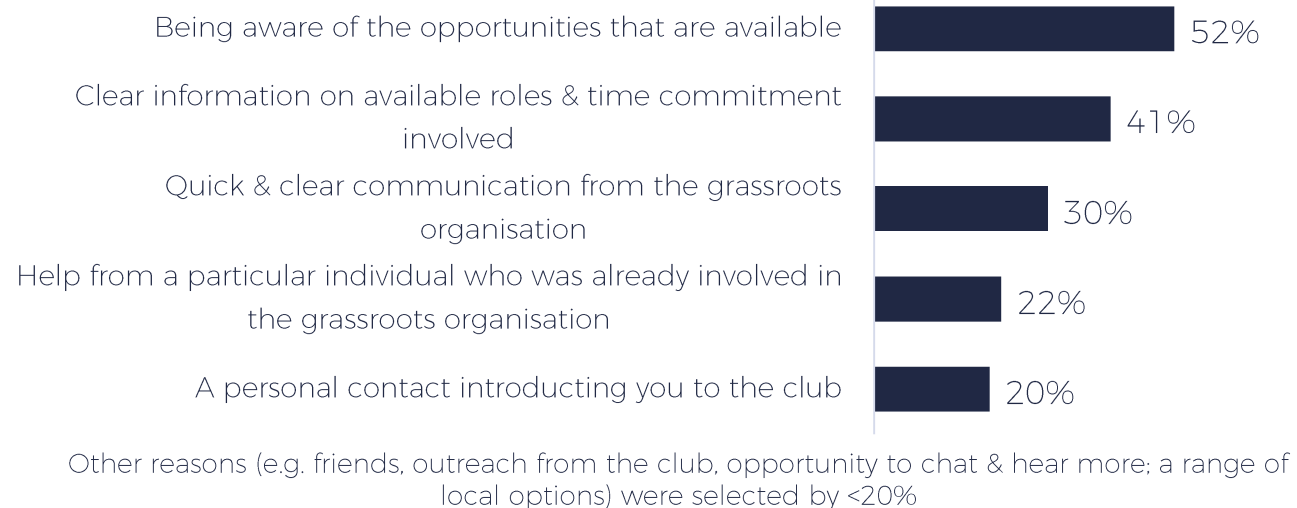 Being aware of the opportunities that are available
52%
Clear information on available roles & time commitment
involved
41%
Quick & clear communication from the grassroots
organisation
30%
Help from a particular individual who was already involved in
the grassroots organisation
22%
A personal contact introducting you to the club
20%
Other reasons (e.g. friends, outreach from the club, opportunity to chat & hear more; a range of
local options) were selected by <20%